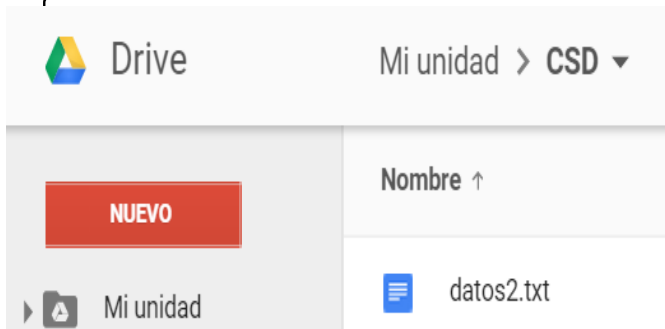 Drive
Mi unidad > CSD
NUEVO
Nombre ↑
Mi unidad
datos2.txt